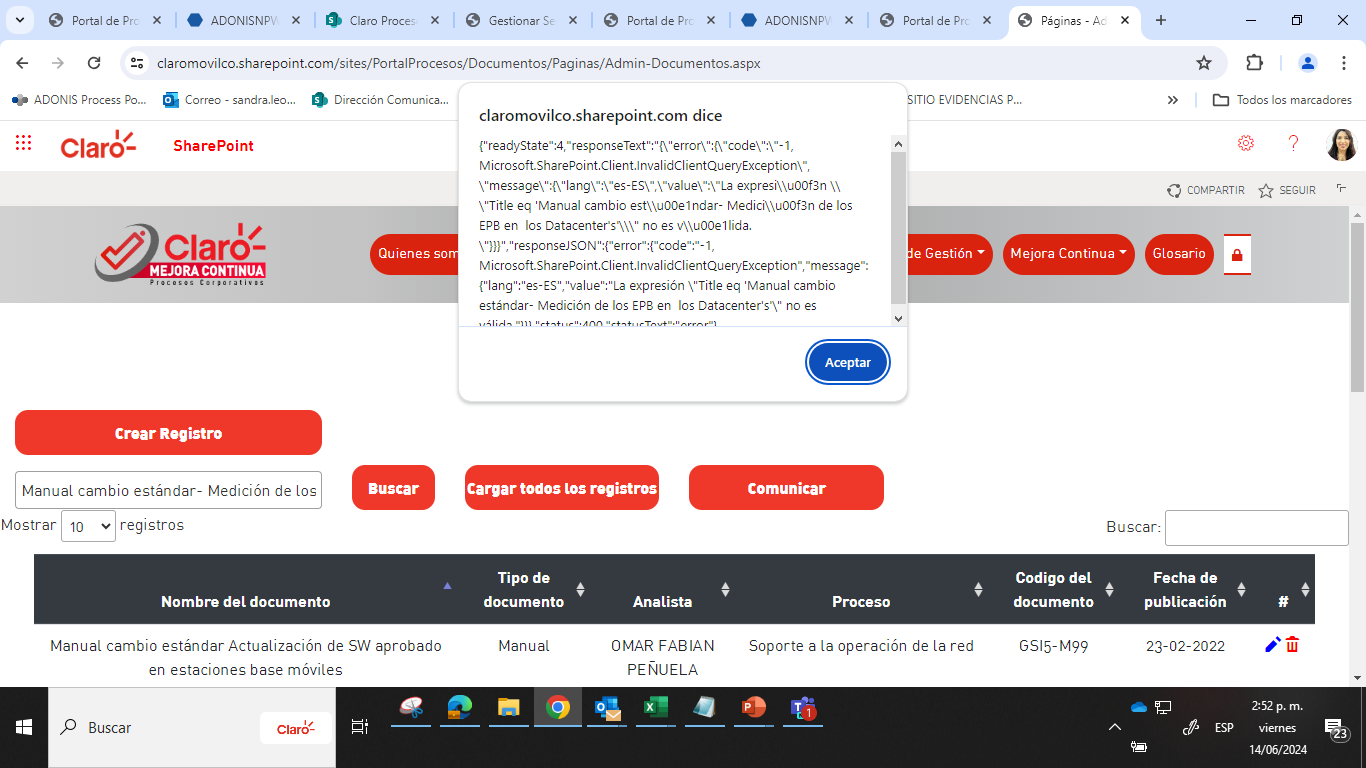 Portal de Pro
ADONISNPW
Claro Proces
Gestionar Se
Portal de Pro
ADONISNPW
Portal de Pro
Páginas - Ad
claromovilco.sharepoint.com/sites/PortalProcesos/Documentos/Paginas/Admin-Documentos.aspx
ADONIS Process Po...
Correo - sandra.leo...
Dirección Comunica...
SITIO EVIDENCIAS P...
Todos los marcadores
claromovilco.sharepoint.com dice
{"readyState":4,"responseText":"{\"error\":{\"code\":\"-1,
Microsoft.SharePoint.Client.InvalidClientQueryException\",
\"message\":{\"lang\":\"es-ES\",\"value\":\"La expresi\\u00f3n \\
\"Title eq 'Manual cambio est\\u00e1ndar- Medici\\u00f3n de los
EPB en  los Datacenter's'\\\" no es v\\u00e1lida.
\"}}}","responseJSON":{"error":{"code":"-1,
Microsoft.SharePoint.Client.InvalidClientQueryException","message":
{"lang":"es-ES","value":"La expresión \"Title eq 'Manual cambio
estándar- Medición de los EPB en  los Datacenter's'\" no es
válida."}}},"status":400,"statusText":"error"}
Aceptar
Claro
SharePoint
COMPARTIR
SEGUIR
Claro
MEJORA CONTINUA
Procesos Corporativos
Quienes som
de Gestión
Mejora Continua
Glosario
Crear Registro
Manual cambio estándar- Medición de los
Buscar
Cargar todos los registros
Comunicar
Mostrar 10 registros
Buscar:
Nombre del documento
Tipo de
documento
Analista
Proceso
Codigo del
documento
Fecha de
publicación
#
Manual cambio estándar Actualización de SW aprobado
en estaciones base móviles
Manual
OMAR FABIAN
PEÑUELA
Soporte a la operación de la red
GSI5-M99
23-02-2022
Buscar
Claro
1
ESP
2:52 p. m.
viernes
14/06/2024
23